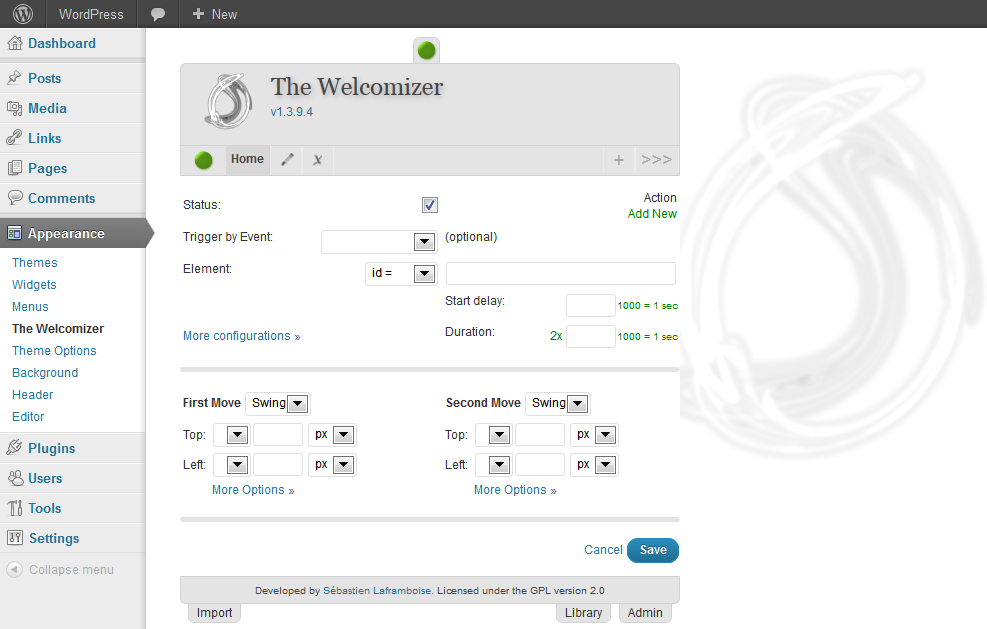 WordPress
New
Dashboard
Posts
Media
Links
Pages
Comments
Appearance
Themes
Widgets
Menus
The Welcomizer
Theme Options
Background
Header
Editor
Plugins
Users
Tools
Settings
Collapse menu
The Welcomizer
v1.3.9.4
Home x + >>>
Status: Action
Add New
Trigger by Event: (optional)
Element: id =
Start delay: 1000 = 1 sec
More configurations » Duration: 2x 1000 = 1 sec
First Move Swing Second Move Swing
Top: px Top: px
Left: px Left: px
More Options » More Options »
Cancel Save
Developed by Sébastien Laframboise. Licensed under the GPL version 2.0
Import Library Admin